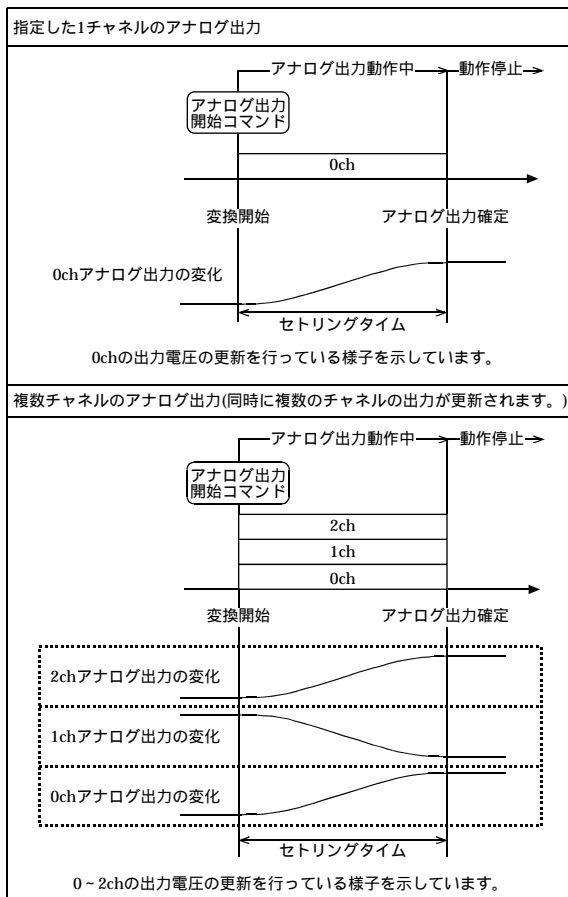 指定した1チャネルのアナログ出力
アナログ出力動作中
動作停止
アナログ出力
開始コマンド
0ch
変換開始
アナログ出力確定
0chアナログ出力の変化
セトリングタイム
0chの出力電圧の更新を行っている様子を示しています。
複数チャネルのアナログ出力(同時に複数のチャネルの出力が更新されます。)
アナログ出力動作中
動作停止
アナログ出力
開始コマンド
2ch
1ch
0ch
変換開始
アナログ出力確定
2chアナログ出力の変化
1chアナログ出力の変化
0chアナログ出力の変化
セトリングタイム
0~2chの出力電圧の更新を行っている様子を示しています。